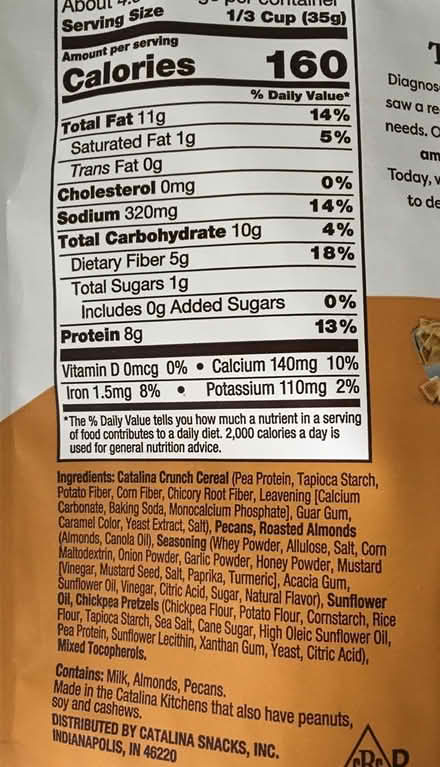 About
container
Serving Size 1/3 Cup (35g)
Amount per serving
Calories 160
% Daily Value*
Total Fat 11g 14%
Saturated Fat 1g 5%
Trans Fat 0g
Cholesterol 0mg 0%
Sodium 320mg 14%
Total Carbohydrate 10g 4%
Dietary Fiber 5g 18%
Total Sugars 1g
Includes 0g Added Sugars 0%
Protein 8g 13%
Vitamin D 0mcg 0% • Calcium 140mg 10%
Iron 1.5mg 8% • Potassium 110mg 2%
*The % Daily Value tells you how much a nutrient in a serving
of food contributes to a daily diet. 2,000 calories a day is
used for general nutrition advice.
Ingredients: Catalina Crunch Cereal (Pea Protein, Tapioca Starch,
Potato Fiber, Corn Fiber, Chicory Root Fiber, Leavening [Calcium
Carbonate, Baking Soda, Monocalcium Phosphate], Guar Gum,
Caramel Color, Yeast Extract, Salt), Pecans, Roasted Almonds
(Almonds, Canola Oil), Seasoning (Whey Powder, Allulose, Salt, Corn
Maltodextrin, Onion Powder, Garlic Powder, Honey Powder, Mustard
[Vinegar, Mustard Seed, Salt, Paprika, Turmeric], Acacia Gum,
Sunflower Oil, Vinegar, Citric Acid, Sugar, Natural Flavor), Sunflower
Oil, Chickpea Pretzels (Chickpea Flour, Potato Flour, Cornstarch, Rice
Flour, Tapioca Starch, Sea Salt, Cane Sugar, High Oleic Sunflower Oil,
Pea Protein, Sunflower Lecithin, Xanthan Gum, Yeast, Citric Acid),
Mixed Tocopherols.
Contains: Milk, Almonds, Pecans.
Made in the Catalina Kitchens that also have peanuts,
soy and cashews.
DISTRIBUTED BY CATALINA SNACKS, INC.
INDIANAPOLIS, IN 46220
T
Diagnos
saw a re
needs. O
am
Today, w
to de
cRc D